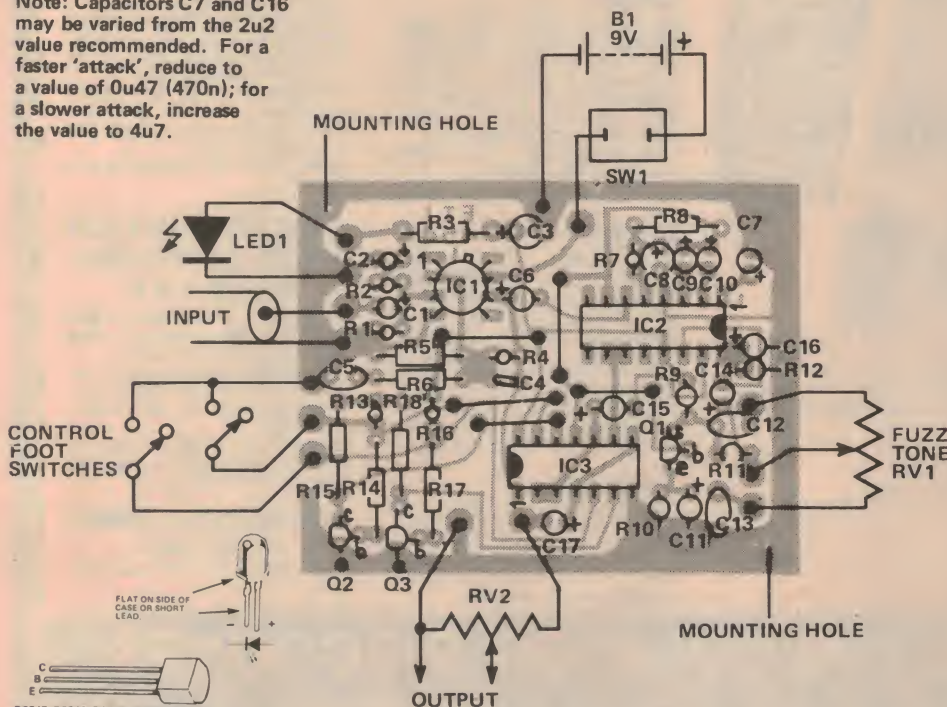 Note: Capacitors C7 and C16
may be varied from the 2u2
value recommended. For a
faster 'attack', reduce to
a value of 0u47 (470n); for
a slower attack, increase
the value to 4u7.
B1
9V
+
SW1
MOUNTING HOLE
LED1
INPUT
CONTROL
FOOT
SWITCHES
R3
+
C3
C2
+
1
R2
IC1
C6
+
C1
+
R1
R5
R4
C5
R6
C4
R13
R18
R16
R15
R14
R17
c
b
Q2
c
b
Q3
R8
C7
R7
+
+
+
+
C8
C9
C10
IC2
1
+
C16
R12
R9
C14
+
C15
+
Q1
c
b
e
C12
R11
IC3
1
R10
+
C11
C13
C17
+
FUZZ
TONE
RV1
RV2
OUTPUT
MOUNTING HOLE
FLAT ON SIDE OF
CASE OR SHORT
LEAD
-
+
C
B
E